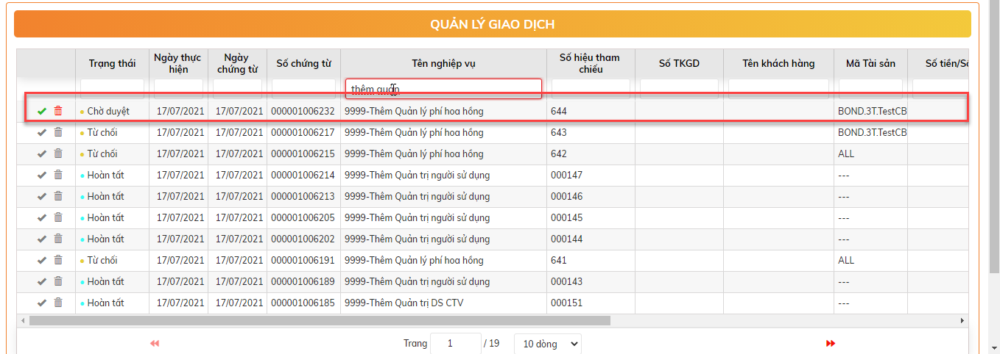 QUẢN LÝ GIAO DỊCH
Trạng thái Ngày thực hiện Ngày chứng từ Số chứng từ Tên nghiệp vụ Số hiệu tham chiếu Số TKGD Tên khách hàng Mã Tài sản Số tiền/Số
thêm quản
Chờ duyệt 17/07/2021 17/07/2021 000001006232 9999-Thêm Quản lý phí hoa hồng 644 BOND.3T.TestCB
Từ chối 17/07/2021 17/07/2021 000001006217 9999-Thêm Quản lý phí hoa hồng 643 BOND.3T.TestCB
Từ chối 17/07/2021 17/07/2021 000001006215 9999-Thêm Quản lý phí hoa hồng 642 ALL
Hoàn tất 17/07/2021 17/07/2021 000001006214 9999-Thêm Quản trị người sử dụng 000147 ---
Hoàn tất 17/07/2021 17/07/2021 000001006213 9999-Thêm Quản trị người sử dụng 000146 ---
Hoàn tất 17/07/2021 17/07/2021 000001006205 9999-Thêm Quản trị người sử dụng 000145 ---
Hoàn tất 17/07/2021 17/07/2021 000001006202 9999-Thêm Quản trị người sử dụng 000144 ---
Từ chối 17/07/2021 17/07/2021 000001006191 9999-Thêm Quản lý phí hoa hồng 641 ALL
Hoàn tất 17/07/2021 17/07/2021 000001006189 9999-Thêm Quản trị người sử dụng 000143 ---
Hoàn tất 17/07/2021 17/07/2021 000001006185 9999-Thêm Quản trị DS CTV 000151 ---
Trang 1 / 19 10 dòng